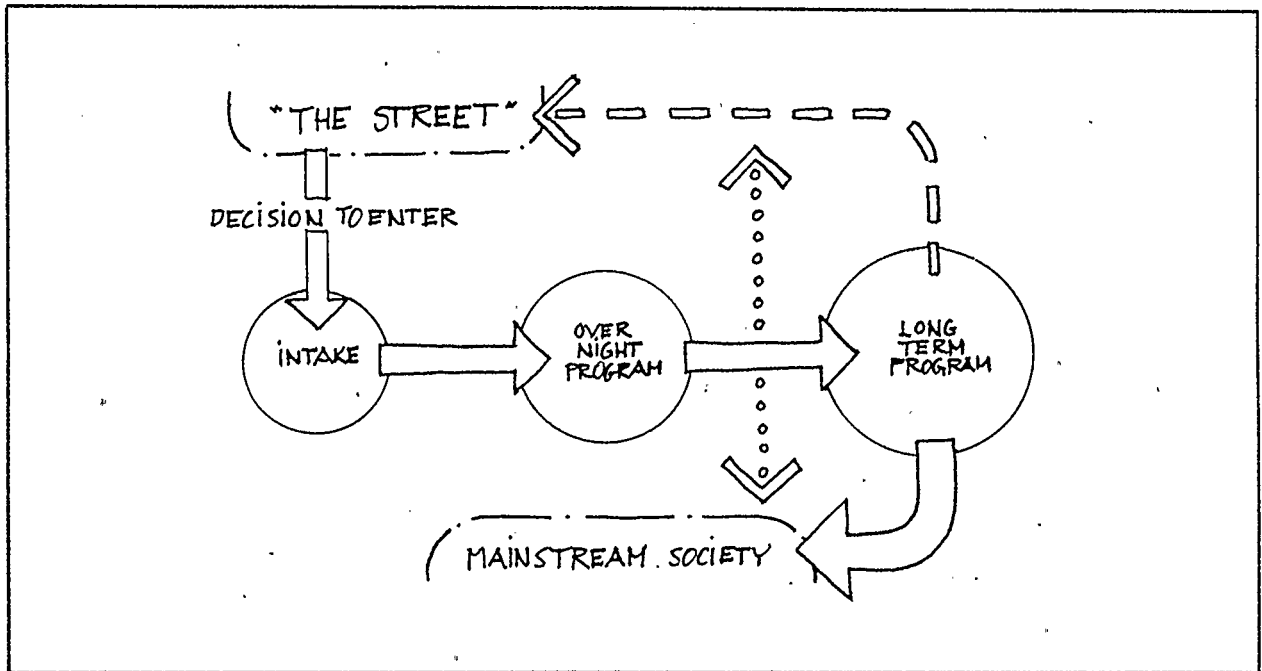 "THE STREET"
DECISION TO ENTER
INTAKE
OVER
NIGHT
PROGRAM
LONG
TERM
PROGRAM
MAINSTREAM SOCIETY